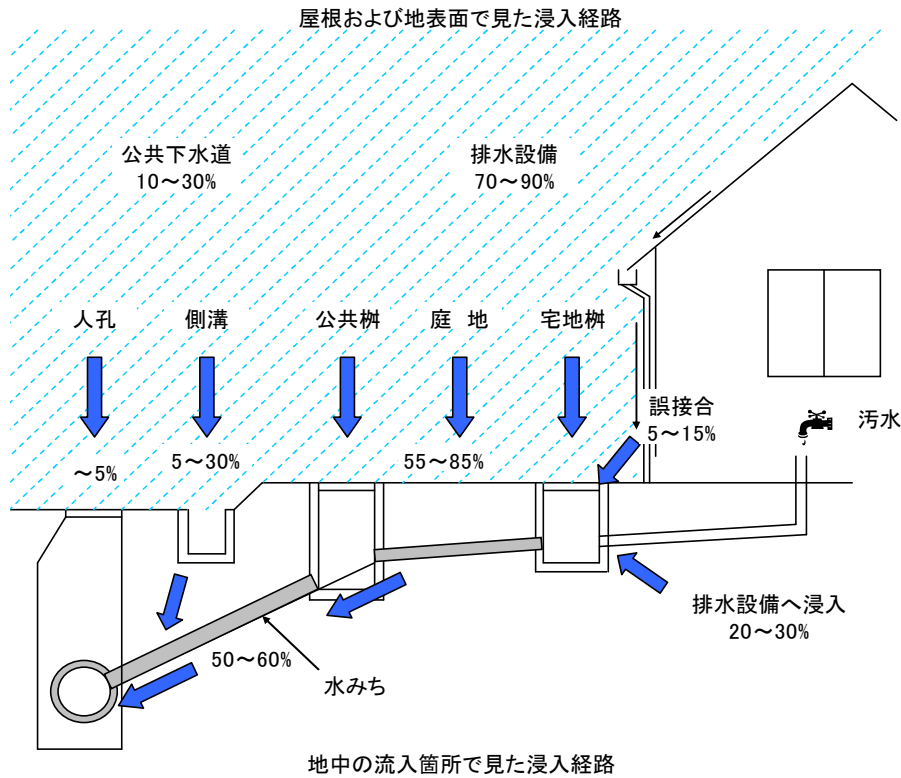 屋根および地表面で見た浸入経路
公共下水道
10～30%
排水設備
70～90%
人孔
側溝
公共桝
庭 地
宅地桝
誤接合
5～15%
汚水
～5%
5～30%
55～85%
排水設備へ浸入
20～30%
50～60%
水みち
地中の流入箇所で見た浸入経路